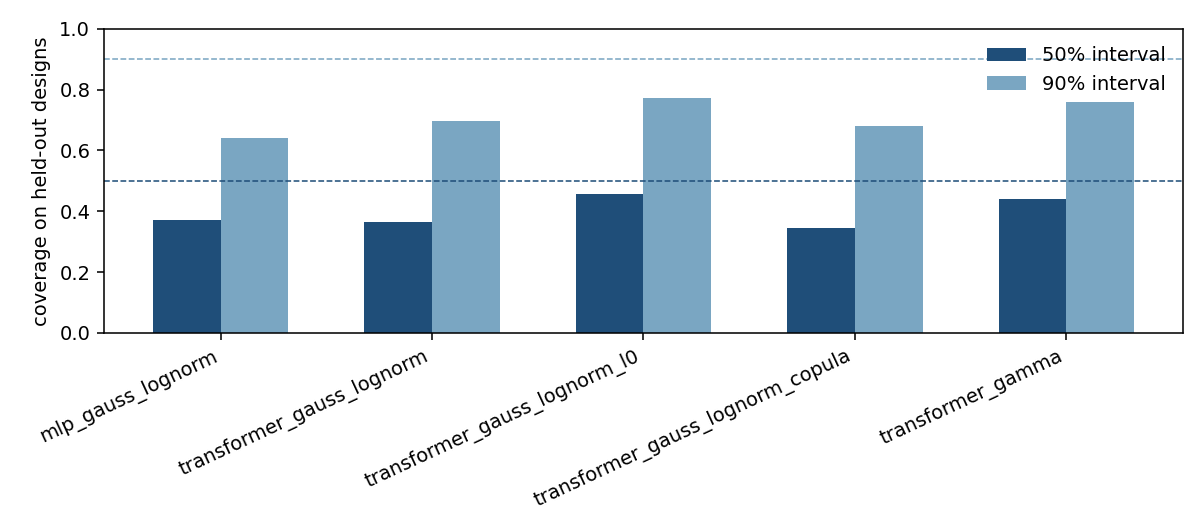 coverage on held-out designs
1.0
0.8
0.6
0.4
0.2
0.0
50% interval
90% interval
mlp_gauss_lognorm
transformer_gauss_lognorm
transformer_gauss_lognorm_l0
transformer_gauss_lognorm_copula
transformer_gamma